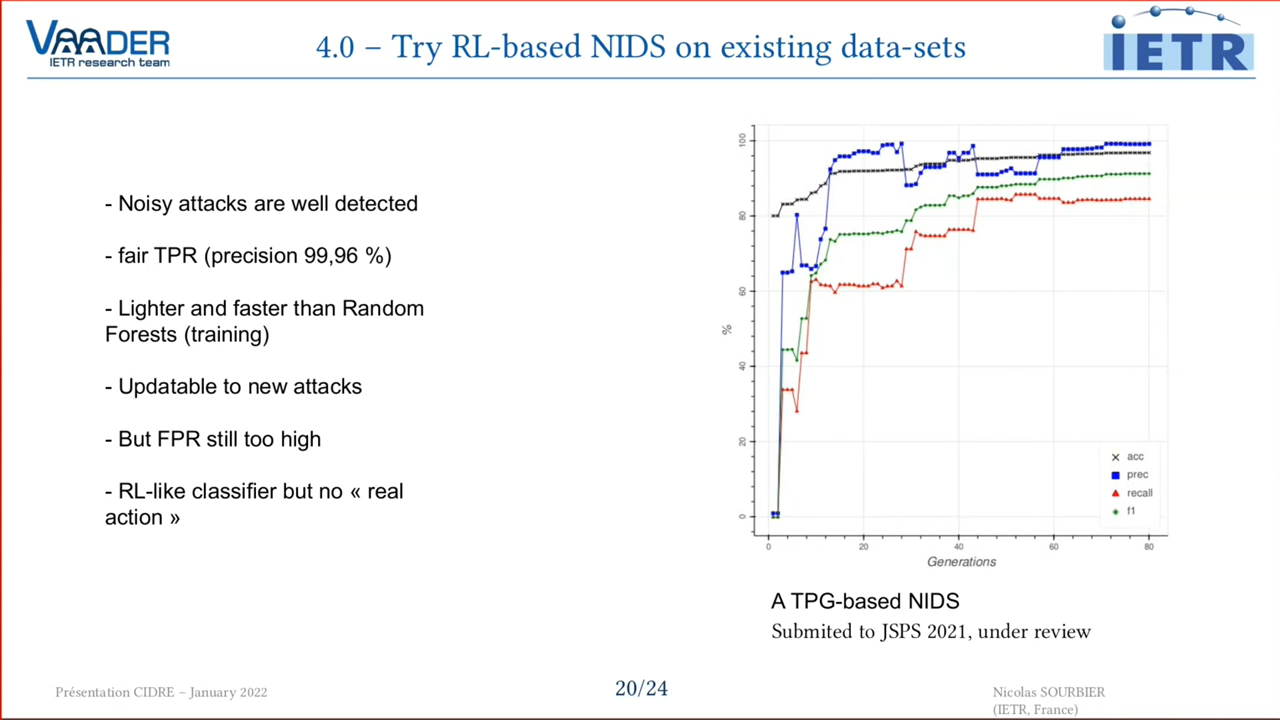 VAADER
IETR research team
4.0 – Try RL-based NIDS on existing data-sets
iETR
- Noisy attacks are well detected
- fair TPR (precision 99,96 %)
- Lighter and faster than Random
Forests (training)
- Updatable to new attacks
- But FPR still too high
- RL-like classifier but no « real
action »
100
80
60
40
20
0
%
acc
prec
recall
f1
0 20 40 60 80
Generations
A TPG-based NIDS
Submited to JSPS 2021, under review
Présentation CIDRE – January 2022
20/24
Nicolas SOURBIER
(IETR, France)